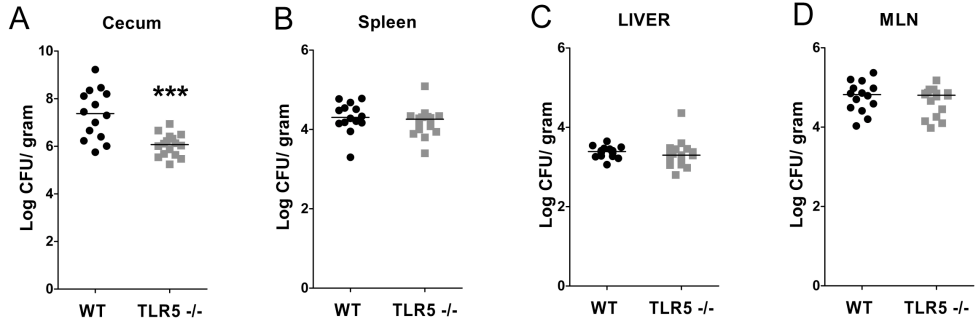 A
Cecum
Log CFU/ gram
10
8
6
4
2
0
***
WT
TLR5 -/-
B
Spleen
Log CFU/ gram
6
4
2
0
WT
TLR5 -/-
C
LIVER
Log CFU/ gram
6
4
2
0
WT
TLR5 -/-
D
MLN
Log CFU/ gram
6
4
2
0
WT
TLR5 -/-